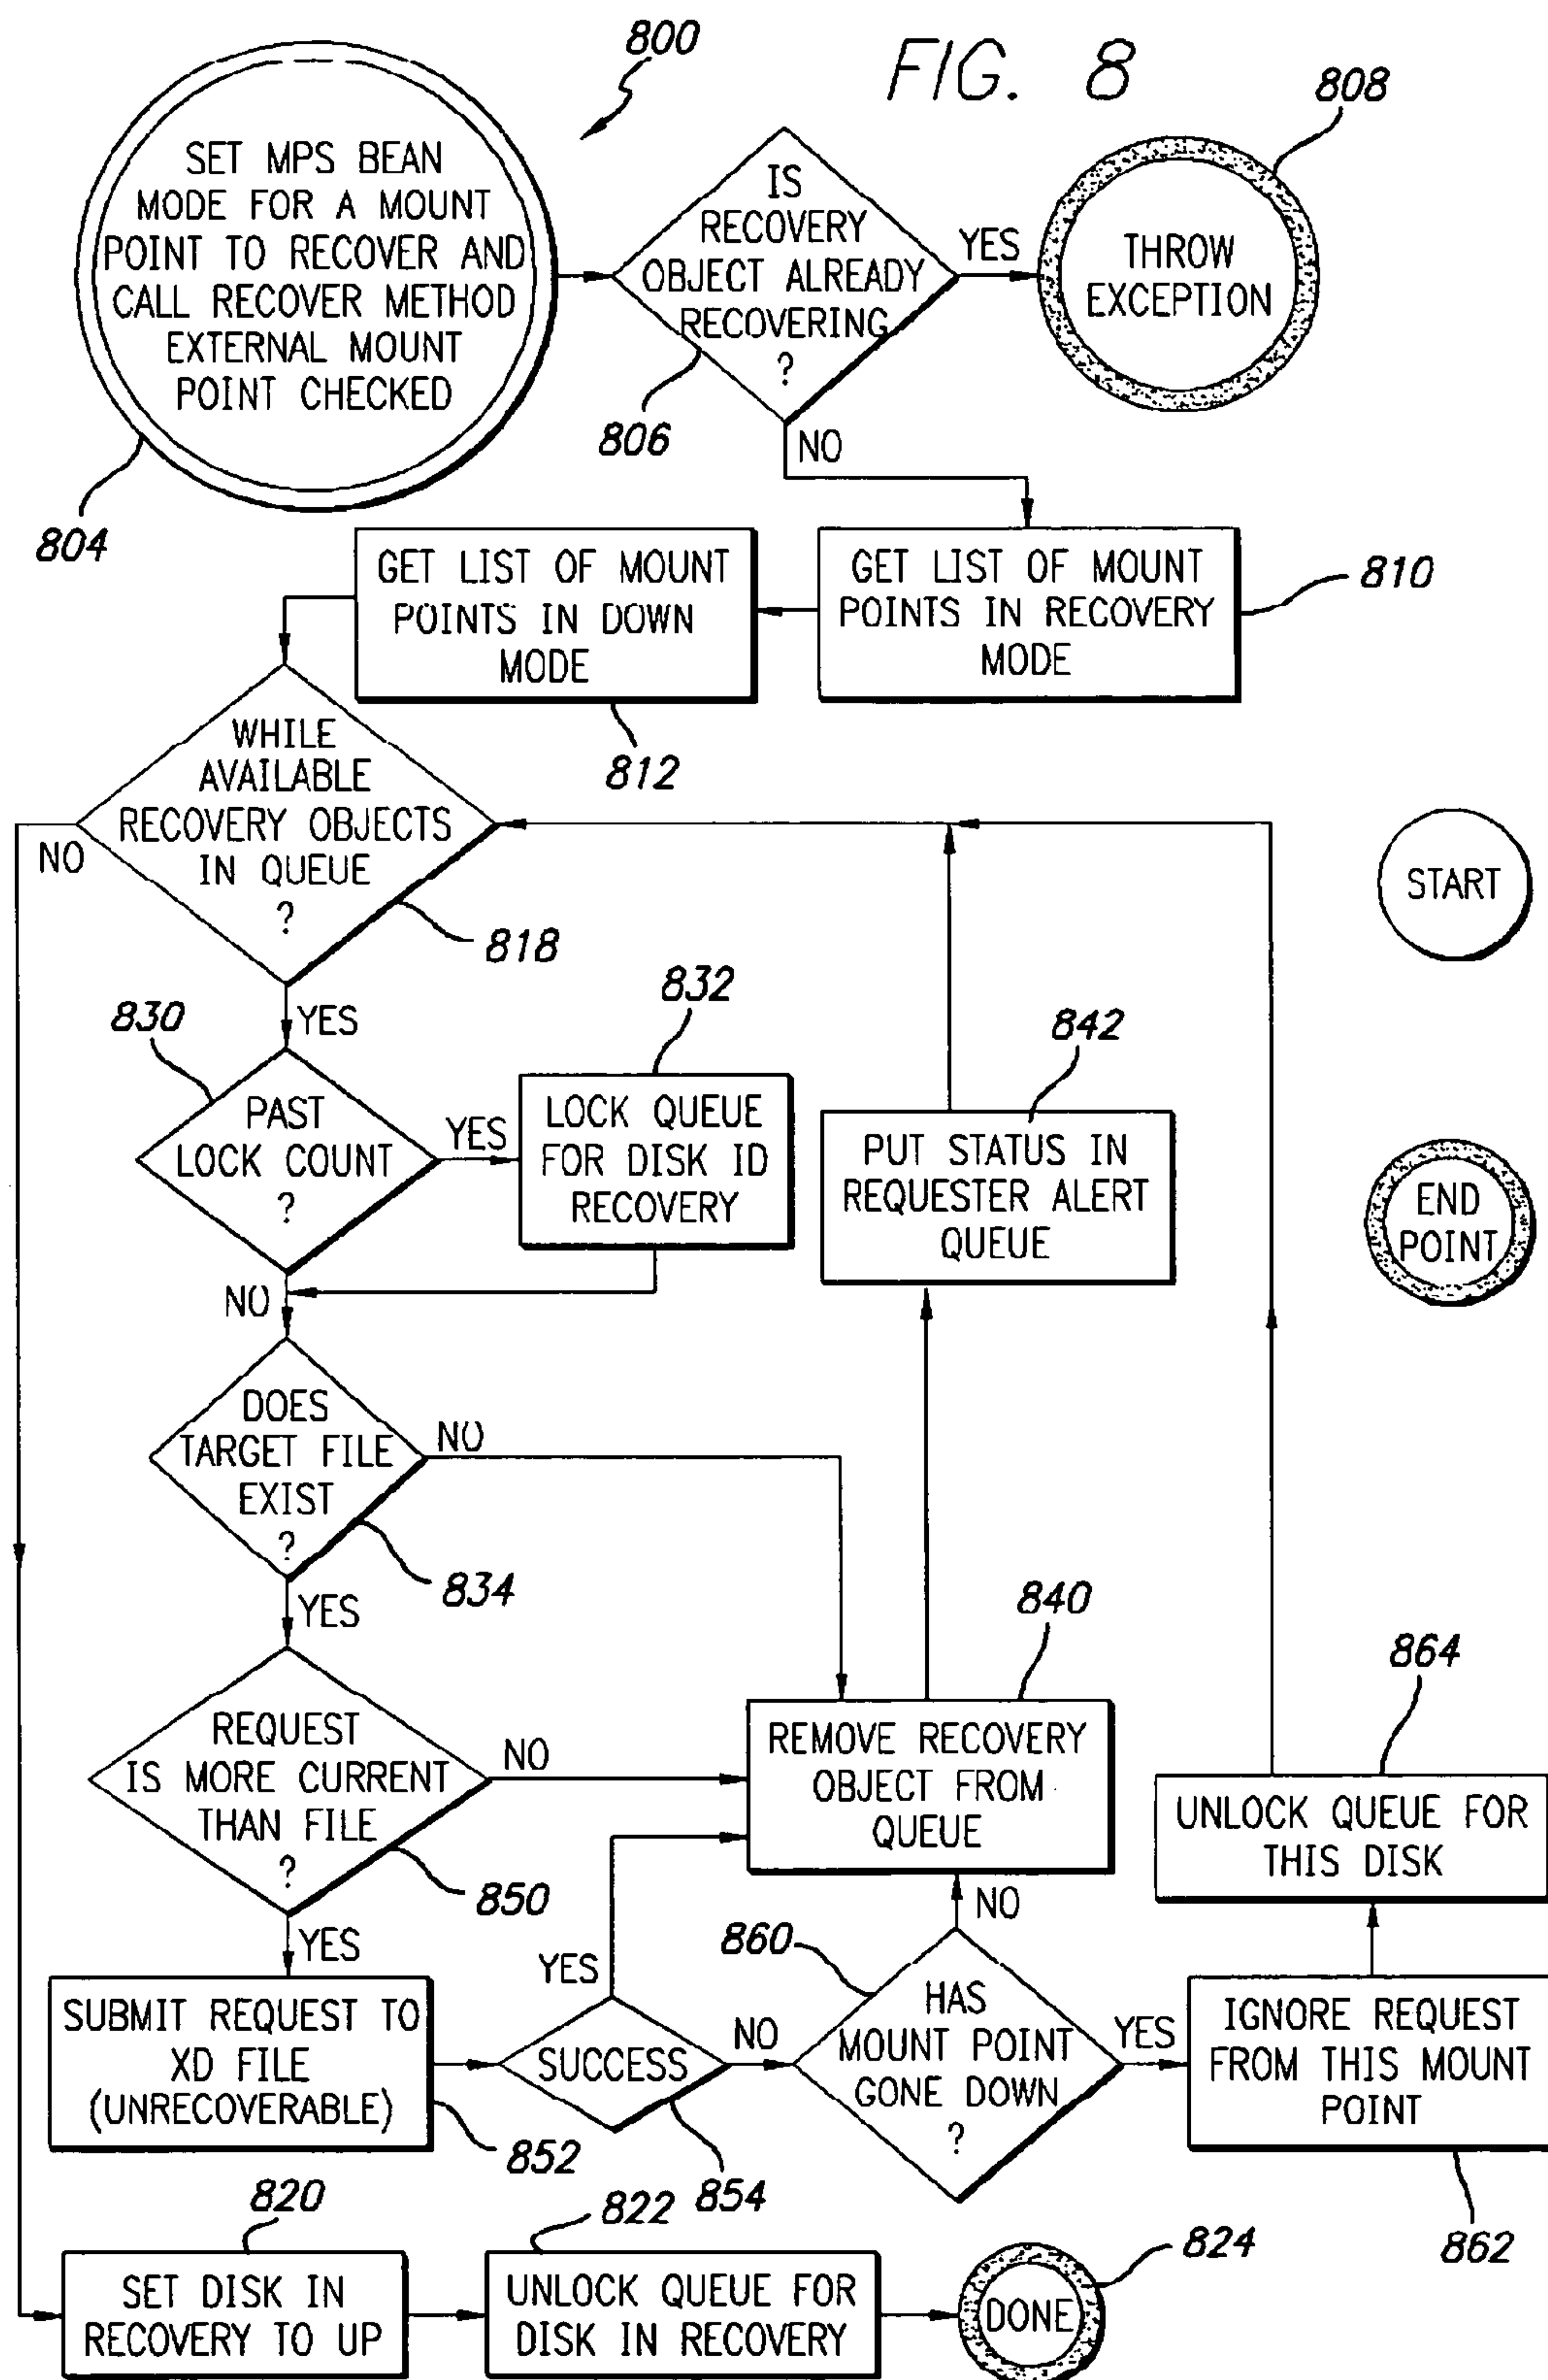 800
FIG. 8
808
SET MPS BEAN
MODE FOR A MOUNT
POINT TO RECOVER AND
CALL RECOVER METHOD
EXTERNAL MOUNT
POINT CHECKED
804
IS
RECOVERY
OBJECT ALREADY
RECOVERING
?
806
YES
NO
THROW
EXCEPTION
GET LIST OF MOUNT
POINTS IN RECOVERY
MODE
810
GET LIST OF MOUNT
POINTS IN DOWN
MODE
812
WHILE
AVAILABLE
RECOVERY OBJECTS
IN QUEUE
?
NO
818
YES
START
830
PAST
LOCK COUNT
?
YES
NO
832
LOCK QUEUE
FOR DISK ID
RECOVERY
842
PUT STATUS IN
REQUESTER ALERT
QUEUE
END
POINT
DOES
TARGET FILE
EXIST
?
NO
834
YES
840
REMOVE RECOVERY
OBJECT FROM
QUEUE
864
UNLOCK QUEUE FOR
THIS DISK
REQUEST
IS MORE CURRENT
THAN FILE
?
NO
850
YES
SUBMIT REQUEST TO
XD FILE
(UNRECOVERABLE)
852
YES
SUCCESS
NO
854
860
NO
HAS
MOUNT POINT
GONE DOWN
?
YES
IGNORE REQUEST
FROM THIS MOUNT
POINT
862
820
SET DISK IN
RECOVERY TO UP
822
UNLOCK QUEUE FOR
DISK IN RECOVERY
824
DONE